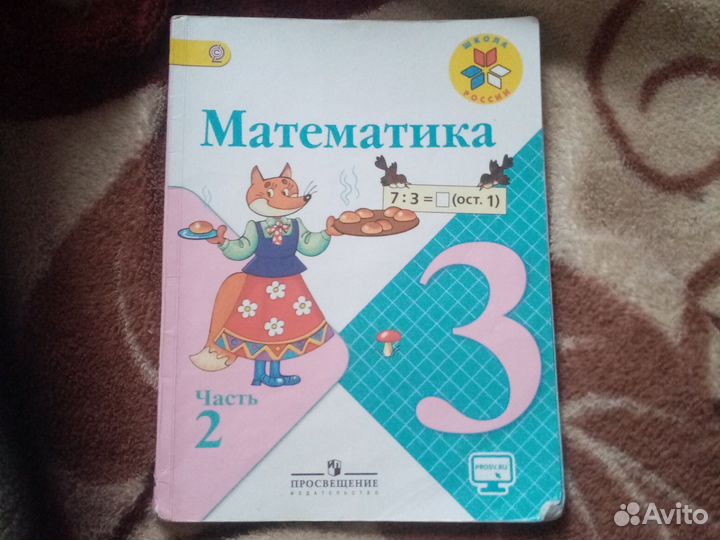 ШКОЛА
РОССИИ
Математика
7 : 3 = □ (ост. 1)
3
Часть
2
ПРОСВЕЩЕНИЕ
ИЗДАТЕЛЬСТВО
PROSV.RU
Avito